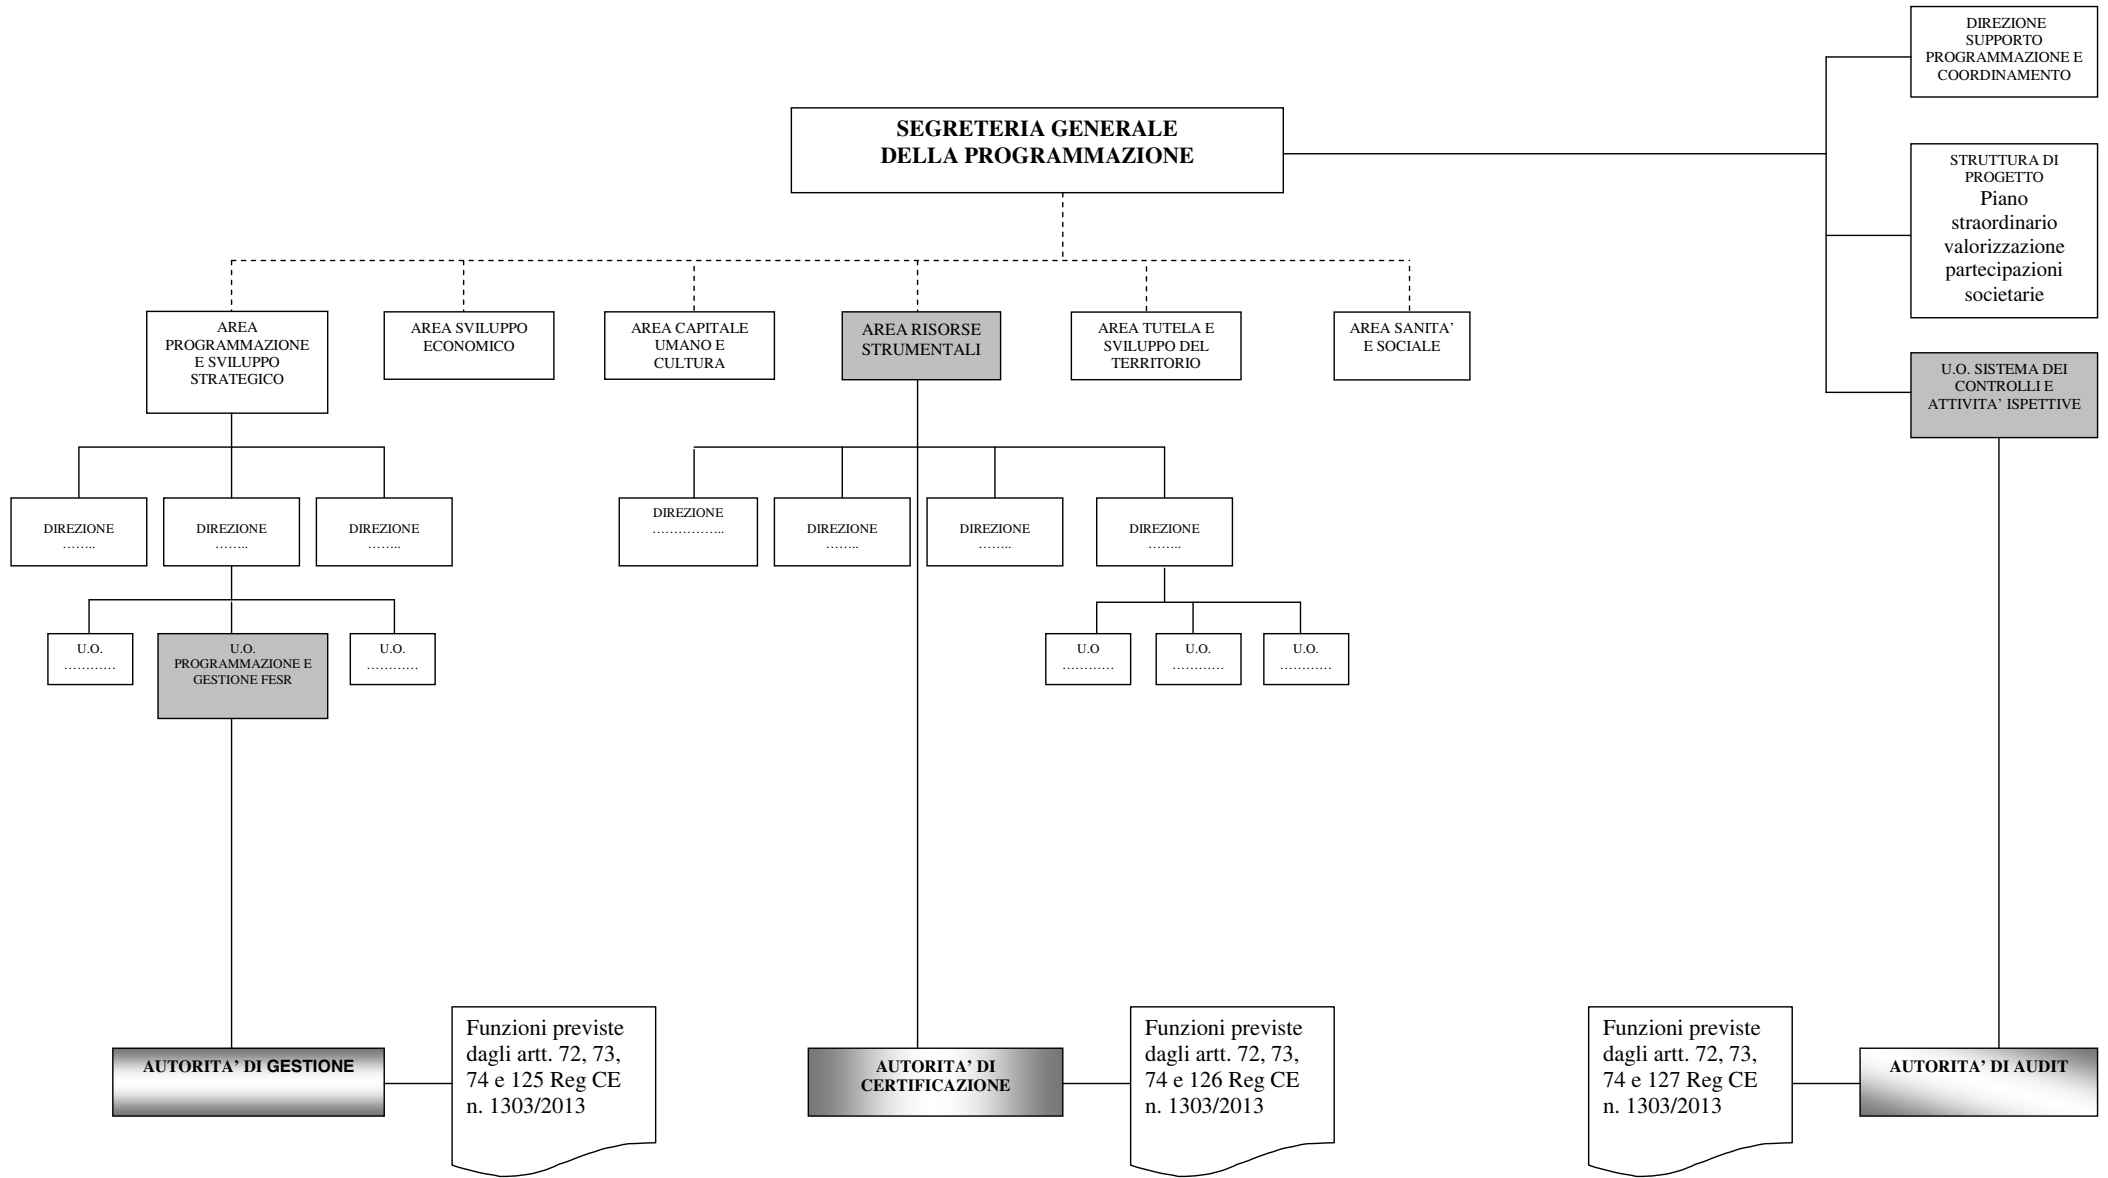 DIREZIONE
SUPPORTO
PROGRAMMAZIONE E
COORDINAMENTO
SEGRETERIA GENERALE
DELLA PROGRAMMAZIONE
STRUTTURA DI
PROGETTO
Piano
straordinario
valorizzazione
partecipazioni
societarie
AREA
PROGRAMMAZIONE
E SVILUPPO
STRATEGICO
AREA SVILUPPO
ECONOMICO
AREA CAPITALE
UMANO E
CULTURA
AREA RISORSE
STRUMENTALI
AREA TUTELA E
SVILUPPO DEL
TERRITORIO
AREA SANITA’
E SOCIALE
U.O. SISTEMA DEI
CONTROLLI E
ATTIVITA’ ISPETTIVE
DIREZIONE
……..
DIREZIONE
……..
DIREZIONE
……..
DIREZIONE
……………..
DIREZIONE
……..
DIREZIONE
……..
DIREZIONE
……..
U.O.
…………
U.O.
PROGRAMMAZIONE E
GESTIONE FESR
U.O.
…………
U.O
…………
U.O.
…………
U.O.
…………
AUTORITA’ DI GESTIONE
Funzioni previste
dagli artt. 72, 73,
74 e 125 Reg CE
n. 1303/2013
AUTORITA’ DI
CERTIFICAZIONE
Funzioni previste
dagli artt. 72, 73,
74 e 126 Reg CE
n. 1303/2013
Funzioni previste
dagli artt. 72, 73,
74 e 127 Reg CE
n. 1303/2013
AUTORITA’ DI AUDIT